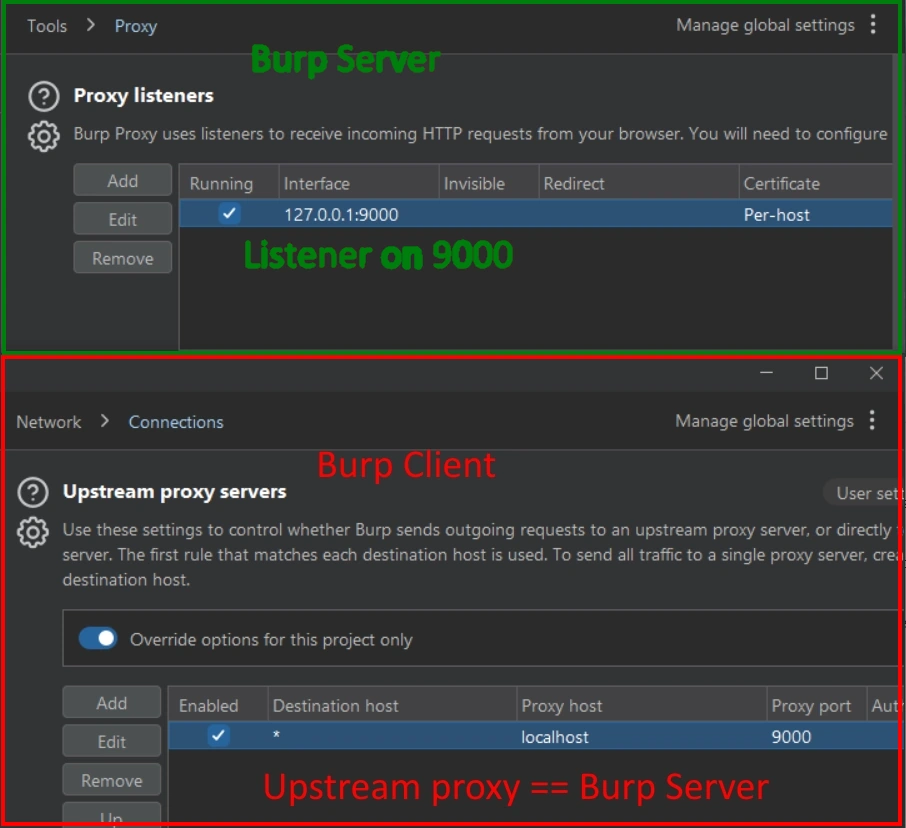 Tools > Proxy
Manage global settings
Burp Server
Proxy listeners
Burp Proxy uses listeners to receive incoming HTTP requests from your browser. You will need to configure
Add
Running Interface Invisible Redirect Certificate
Edit
127.0.0.1:9000 Per-host
Remove
Listener on 9000
Network > Connections
Manage global settings
Burp Client
Upstream proxy servers
User sett
Use these settings to control whether Burp sends outgoing requests to an upstream proxy server, or directly
server. The first rule that matches each destination host is used. To send all traffic to a single proxy server, crea
destination host.
Override options for this project only
Add
Enabled Destination host Proxy host Proxy port Aut
Edit
* localhost 9000
Remove
Upstream proxy == Burp Server
Up